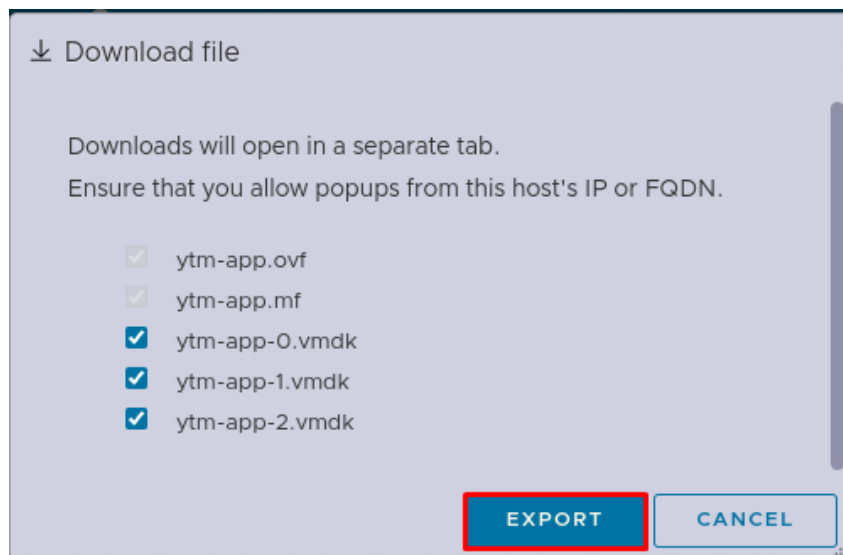 Download file
Downloads will open in a separate tab.
Ensure that you allow popups from this host's IP or FQDN.
ytm-app.ovf
ytm-app.mf
ytm-app-0.vmdk
ytm-app-1.vmdk
ytm-app-2.vmdk
EXPORT CANCEL